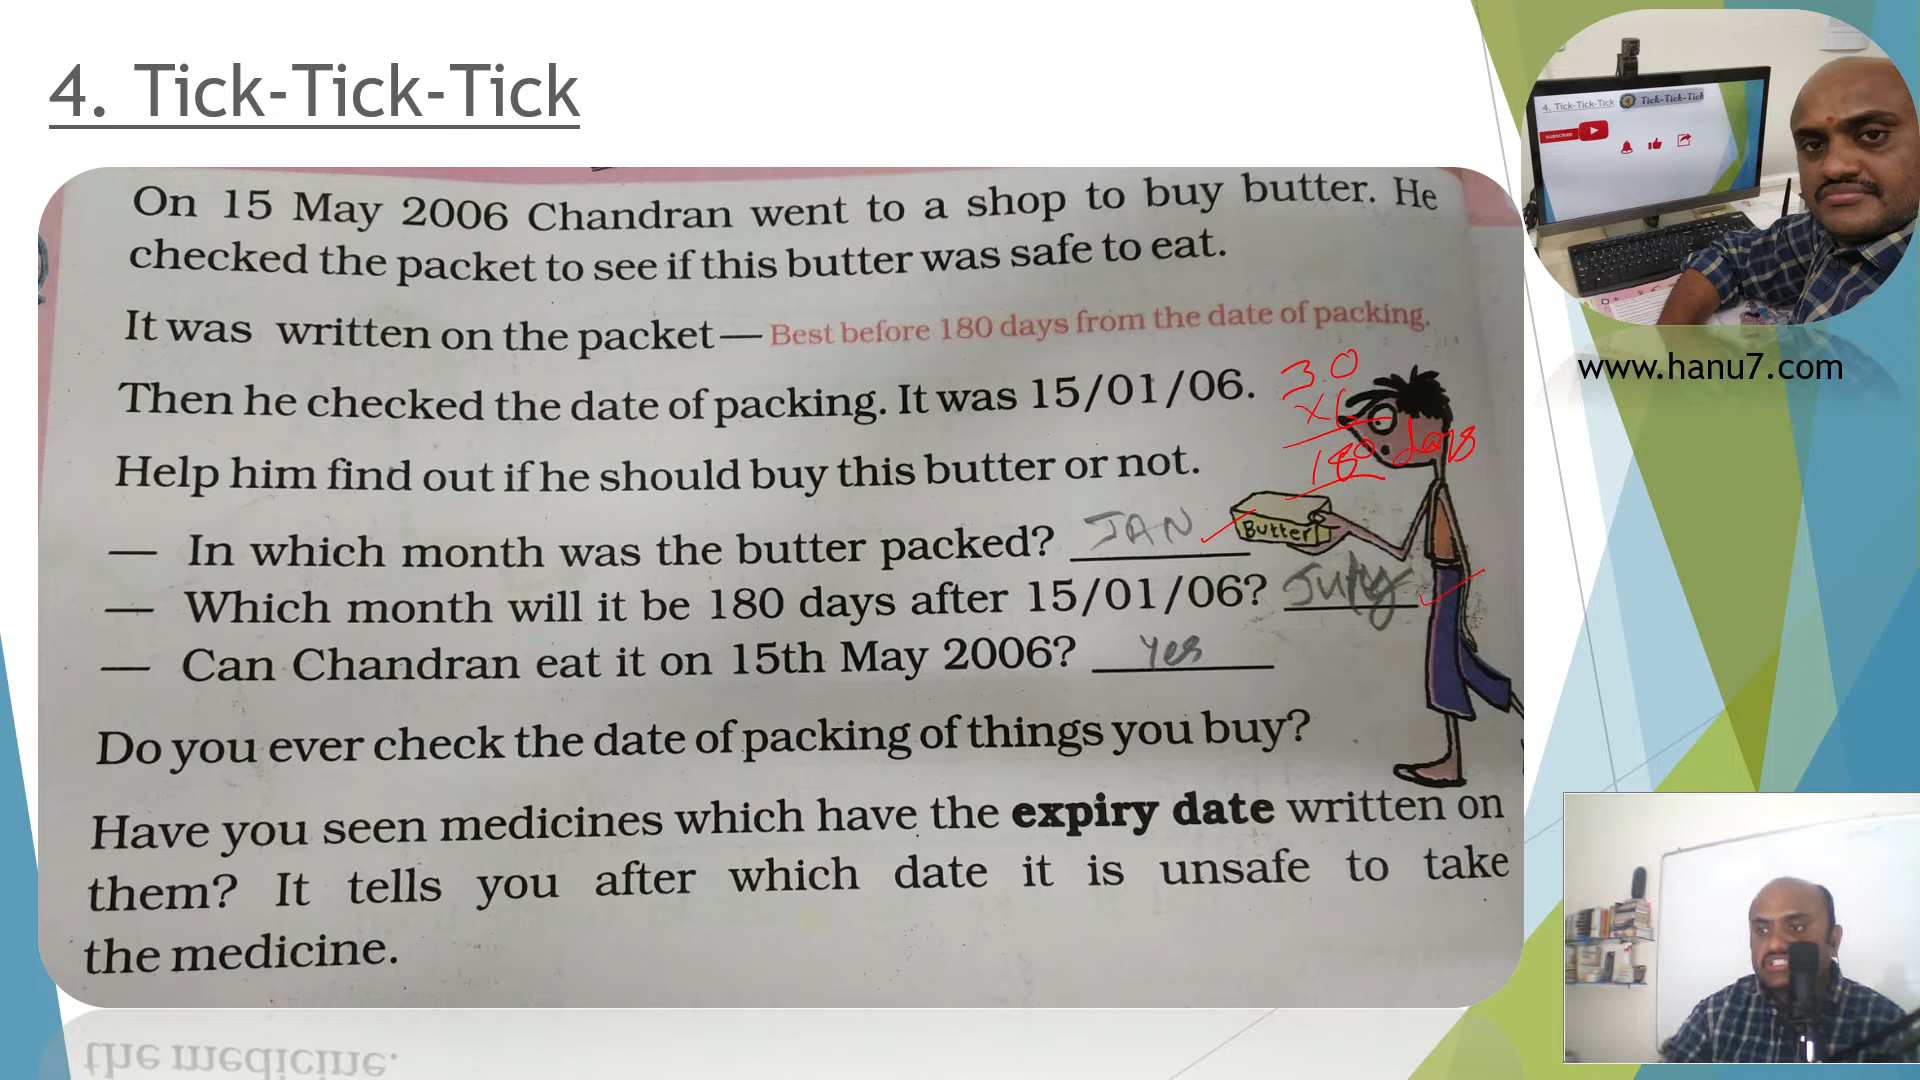 4. Tick-Tick-Tick
On 15 May 2006 Chandran went to a shop to buy butter. He
checked the packet to see if this butter was safe to eat.
It was written on the packet— Best before 180 days from the date of packing.
Then he checked the date of packing. It was 15/01/06.
30
×6
180 days
Help him find out if he should buy this butter or not.
— In which month was the butter packed? JAN
Butter
— Which month will it be 180 days after 15/01/06? July
— Can Chandran eat it on 15th May 2006? Yes
Do you ever check the date of packing of things you buy?
Have you seen medicines which have the expiry date written on
them? It tells you after which date it is unsafe to take
the medicine.
4. Tick-Tick-Tick 4 Tick-Tick-Tick
SUBSCRIBE
www.hanu7.com